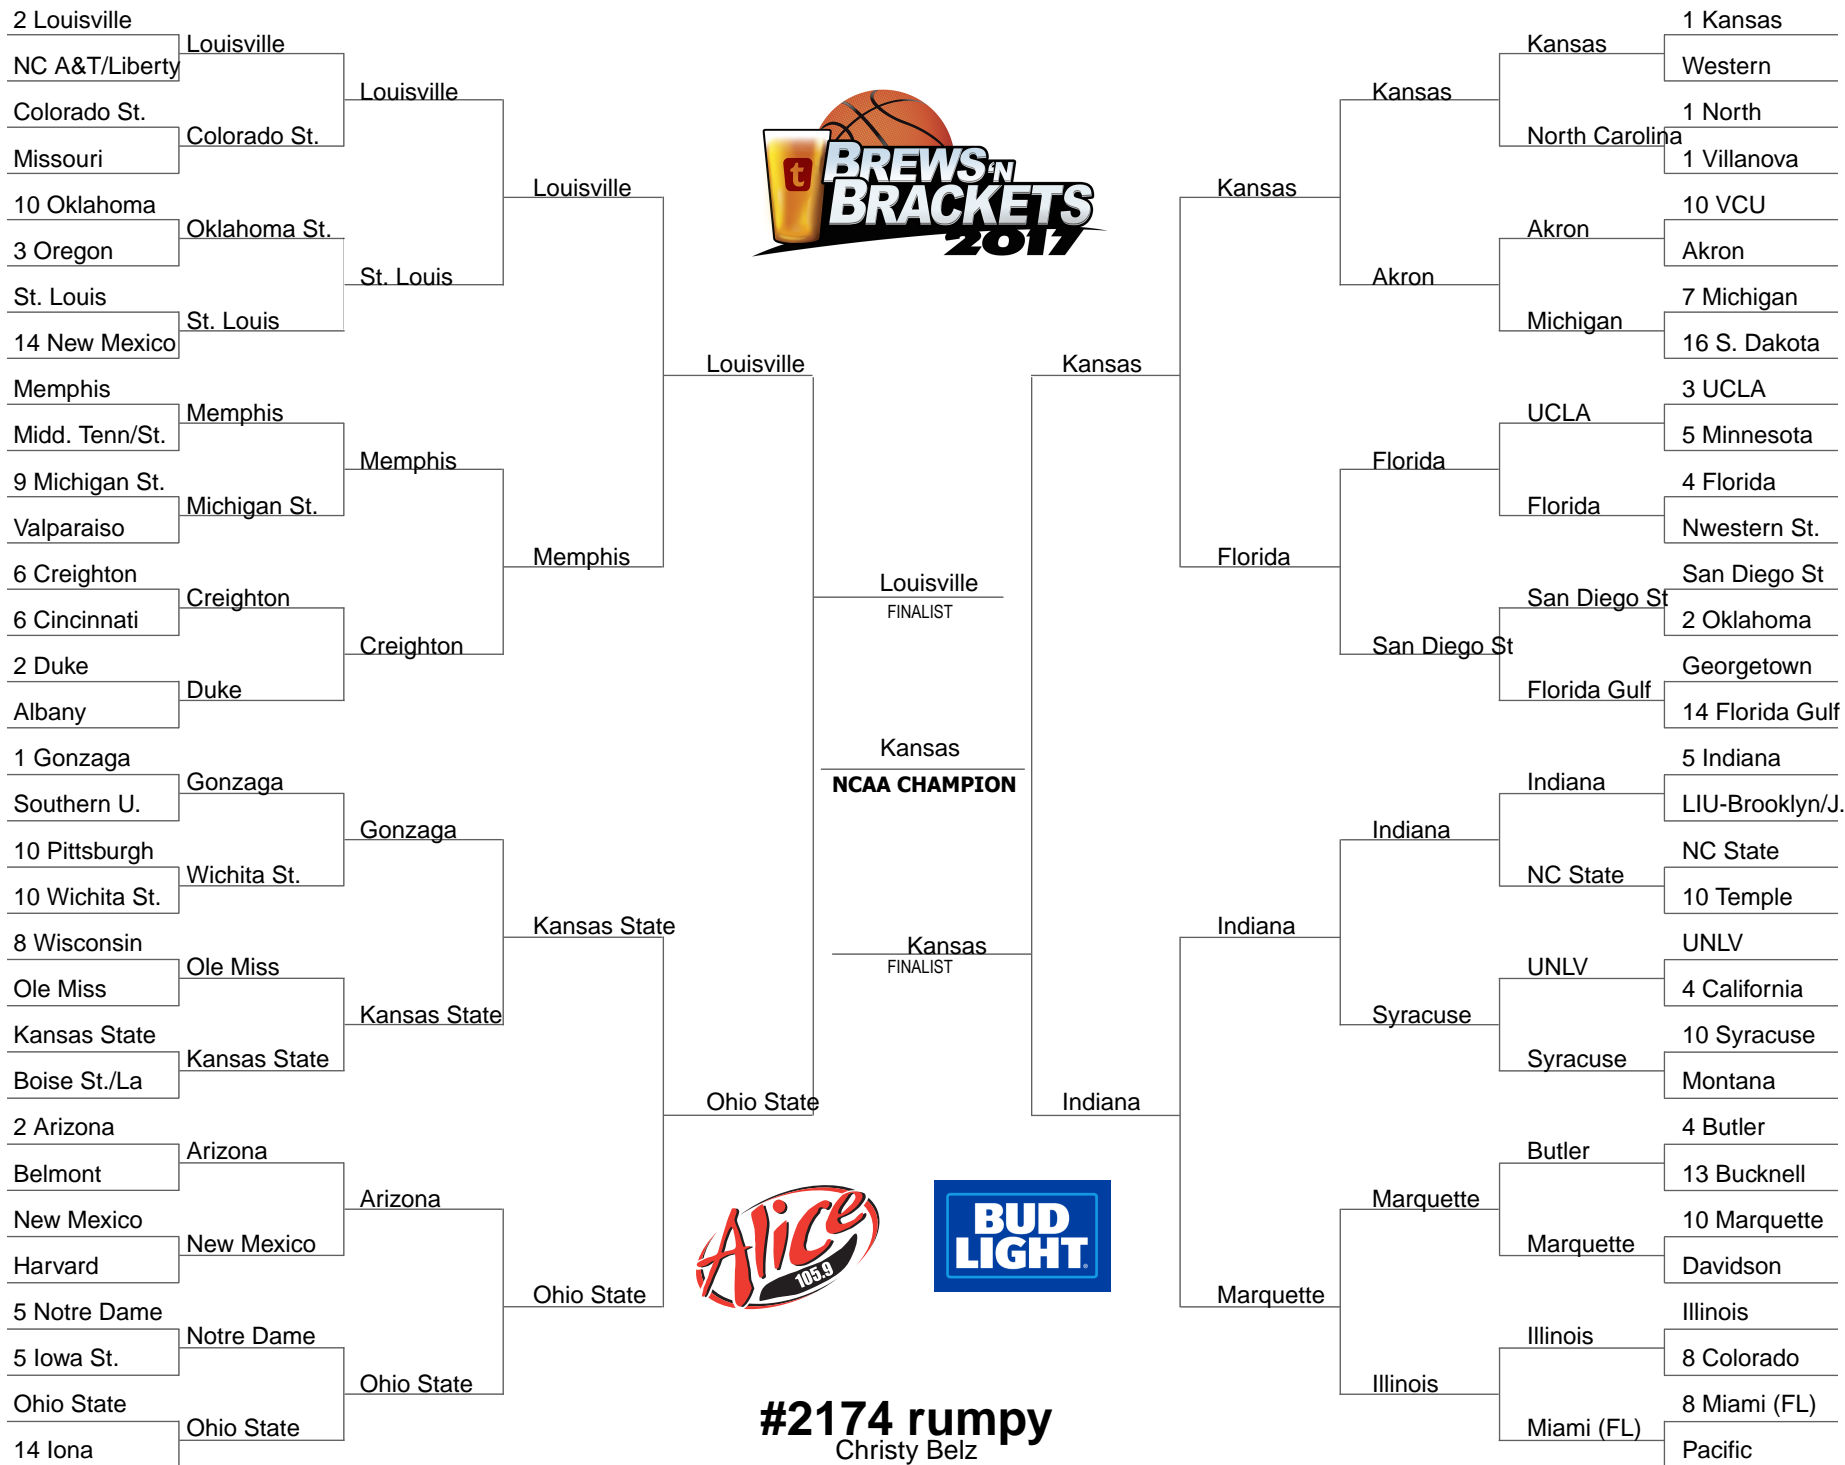 2 Louisville
NC A&T/Liberty
Colorado St.
Missouri
10 Oklahoma
3 Oregon
St. Louis
14 New Mexico
Memphis
Midd. Tenn/St.
9 Michigan St.
Valparaiso
6 Creighton
6 Cincinnati
2 Duke
Albany
1 Gonzaga
Southern U.
10 Pittsburgh
10 Wichita St.
8 Wisconsin
Ole Miss
Kansas State
Boise St./La
2 Arizona
Belmont
New Mexico
Harvard
5 Notre Dame
5 Iowa St.
Ohio State
14 Iona
Louisville
Colorado St.
Oklahoma St.
St. Louis
Memphis
Michigan St.
Creighton
Duke
Gonzaga
Wichita St.
Ole Miss
Kansas State
Arizona
New Mexico
Notre Dame
Ohio State
Louisville
St. Louis
Memphis
Creighton
Gonzaga
Kansas State
Arizona
Ohio State
Louisville
Memphis
Kansas State
Ohio State
Louisville
Ohio State
t
BREWS 'N
BRACKETS
2017
Louisville
FINALIST
Kansas
NCAA CHAMPION
Kansas
FINALIST
Alice
105.9
BUD
LIGHT
#2174 rumpy
Christy Belz
Kansas
Indiana
Kansas
Florida
Indiana
Marquette
Kansas
Akron
Florida
San Diego St
Indiana
Syracuse
Marquette
Illinois
Kansas
North Carolina
Akron
Michigan
UCLA
Florida
San Diego St
Florida Gulf
Indiana
NC State
UNLV
Syracuse
Butler
Marquette
Illinois
Miami (FL)
1 Kansas
Western
1 North
1 Villanova
10 VCU
Akron
7 Michigan
16 S. Dakota
3 UCLA
5 Minnesota
4 Florida
Nwestern St.
San Diego St
2 Oklahoma
Georgetown
14 Florida Gulf
5 Indiana
LIU-Brooklyn/J.
NC State
10 Temple
UNLV
4 California
10 Syracuse
Montana
4 Butler
13 Bucknell
10 Marquette
Davidson
Illinois
8 Colorado
8 Miami (FL)
Pacific